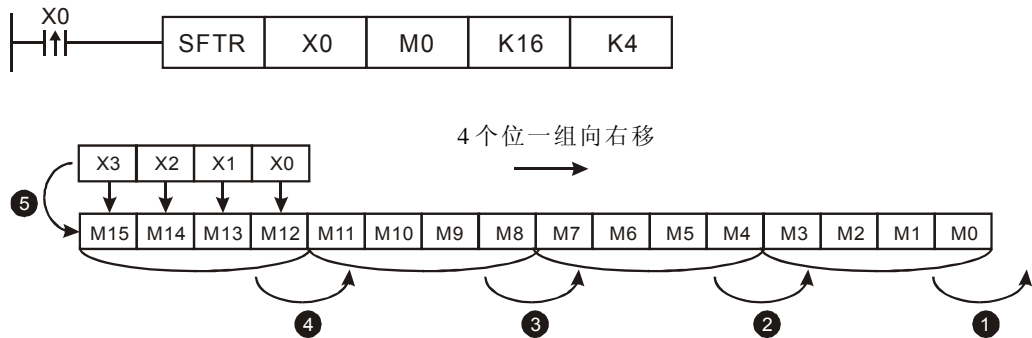 X0
SFTR X0 M0 K16 K4
4个位一组向右移
X3 X2 X1 X0
5
M15 M14 M13 M12 M11 M10 M9 M8 M7 M6 M5 M4 M3 M2 M1 M0
4 3 2 1